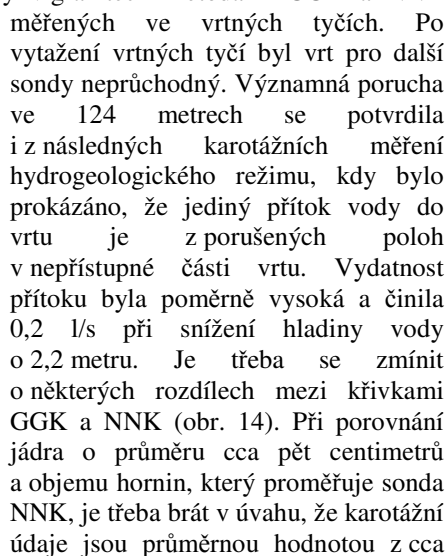 měřených ve vrtných tyčích. Po
vytažení vrtných tyčí byl vrt pro další
sondy neprůchodný. Významná porucha
ve 124 metrech se potvrdila
i z následných karotážních měření
hydrogeologického režimu, kdy bylo
prokázáno, že jediný přítok vody do
vrtu je z porušených poloh
v nepřístupné části vrtu. Vydatnost
přítoku byla poměrně vysoká a činila
0,2 l/s při snížení hladiny vody
o 2,2 metru. Je třeba se zmínit
o některých rozdílech mezi křivkami
GGK a NNK (obr. 14). Při porovnání
jádra o průměru cca pět centimetrů
a objemu hornin, který proměřuje sonda
NNK, je třeba brát v úvahu, že karotážní
údaje jsou průměrnou hodnotou z cca